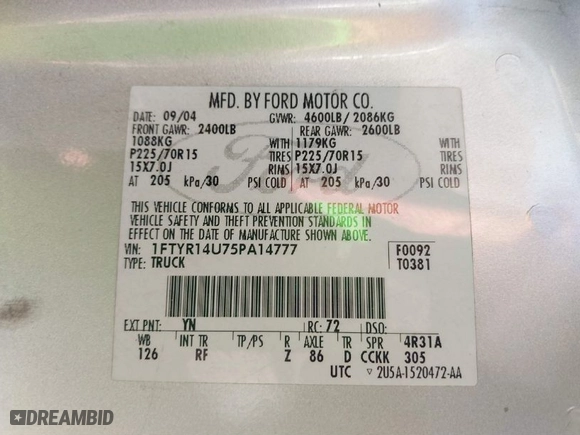 MFD. BY FORD MOTOR CO.
DATE: 09/04 GVWR: 4600LB/ 2086KG
FRONT GAWR: 2400LB REAR GAWR: 2600LB
1088KG WITH 1179KG WITH
P225/70R15 TIRES P225/70R15 TIRES
15X7.0J RIMS 15X7.0J RIMS
AT 205 kPa/30 PSI COLD AT 205 kPa/30 PSI COLD
Ford
THIS VEHICLE CONFORMS TO ALL APPLICABLE FEDERAL MOTOR
VEHICLE SAFETY AND THEFT PREVENTION STANDARDS IN
EFFECT ON THE DATE OF MANUFACTURE SHOWN ABOVE.
VIN: 1FTYR14U75PA14777 F0092
TYPE: TRUCK T0381
EXT PNT: YN RC: 72 DSO:
WB INT TR TP/PS R AXLE TR SPR 4R31A
126 RF Z 86 D CCKK 305
UTC ▽ 2U5A-1520472-AA
DREAMBID